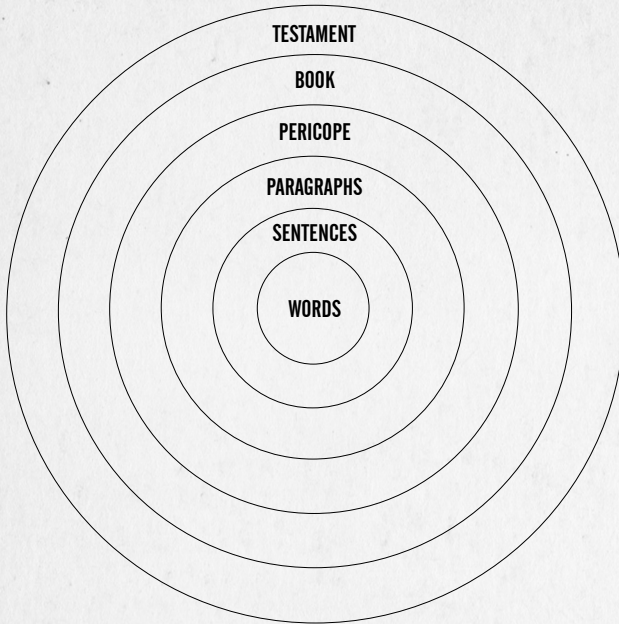 TESTAMENT
BOOK
PERICOPE
PARAGRAPHS
SENTENCES
WORDS